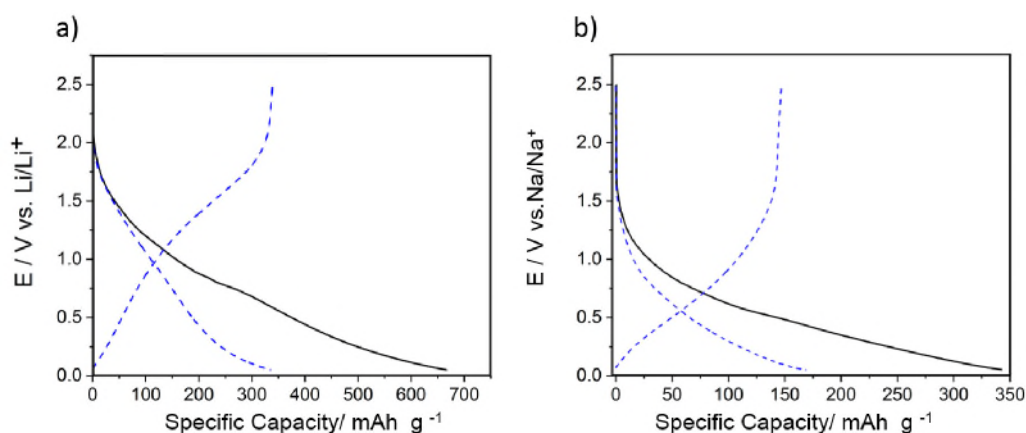 a)
E / V vs. Li/Li+
2.5
2.0
1.5
1.0
0.5
0.0
0 100 200 300 400 500 600 700
Specific Capacity/ mAh g -1
b)
E / V vs.Na/Na+
2.5
2.0
1.5
1.0
0.5
0.0
0 50 100 150 200 250 300 350
Specific Capacity/ mAh g -1